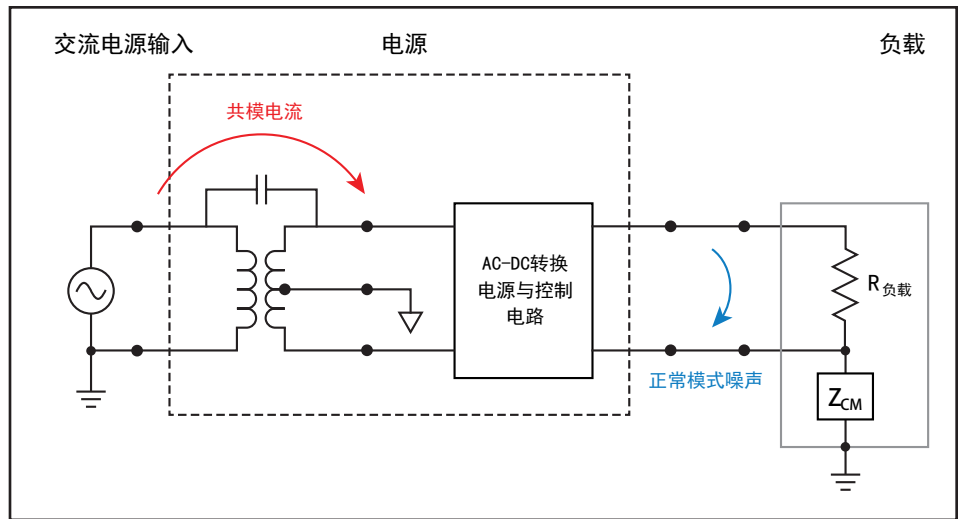 交流电源输入
电源
负载
共模电流
AC-DC转换
电源与控制
电路
R负载
正常模式噪声
ZCM